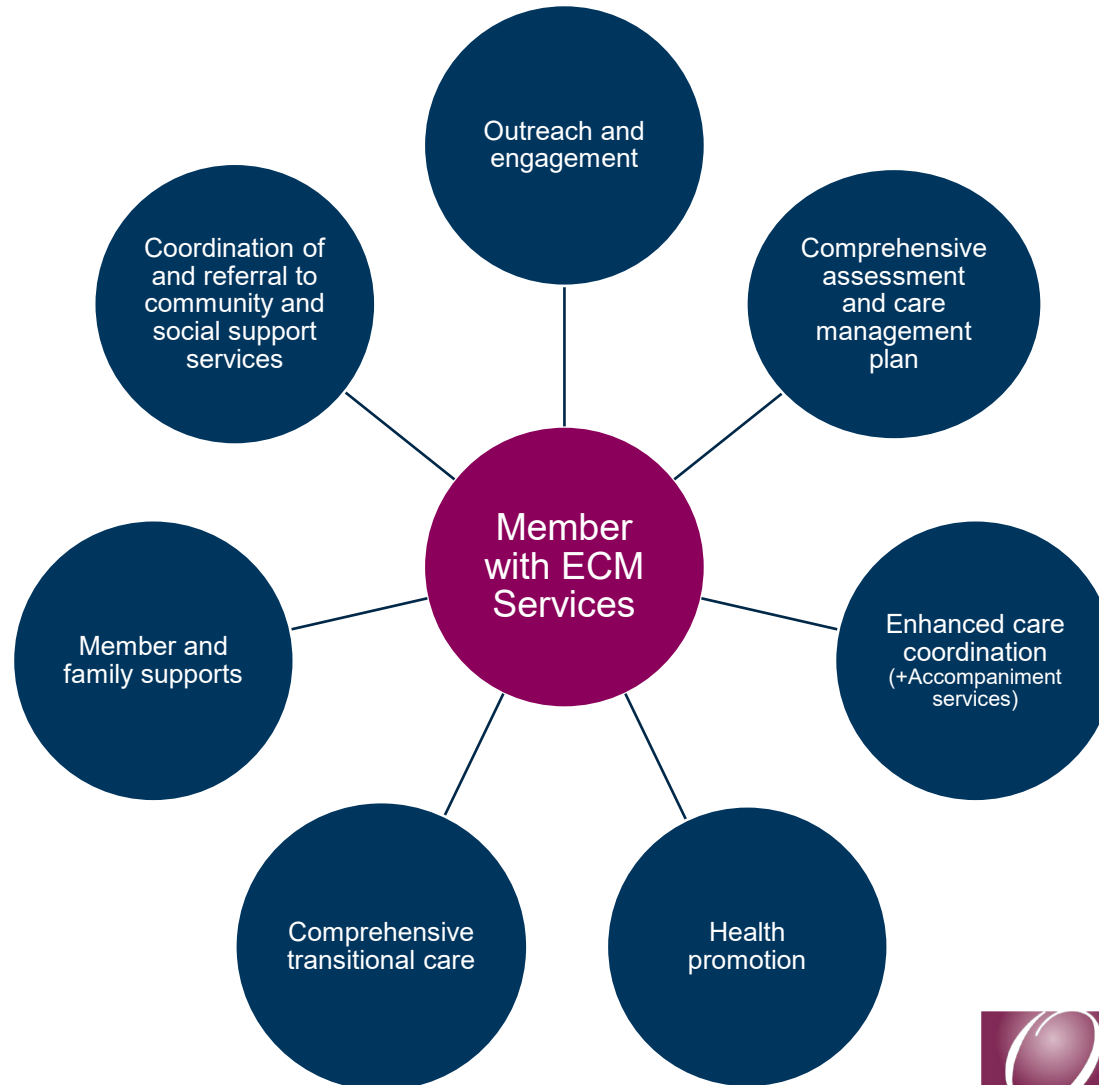 Outreach and
engagement
Comprehensive
assessment
and care
management
plan
Enhanced care
coordination
(+Accompaniment
services)
Health
promotion
Comprehensive
transitional care
Member and
family supports
Coordination of
and referral to
community and
social support
services
Member
with ECM
Services